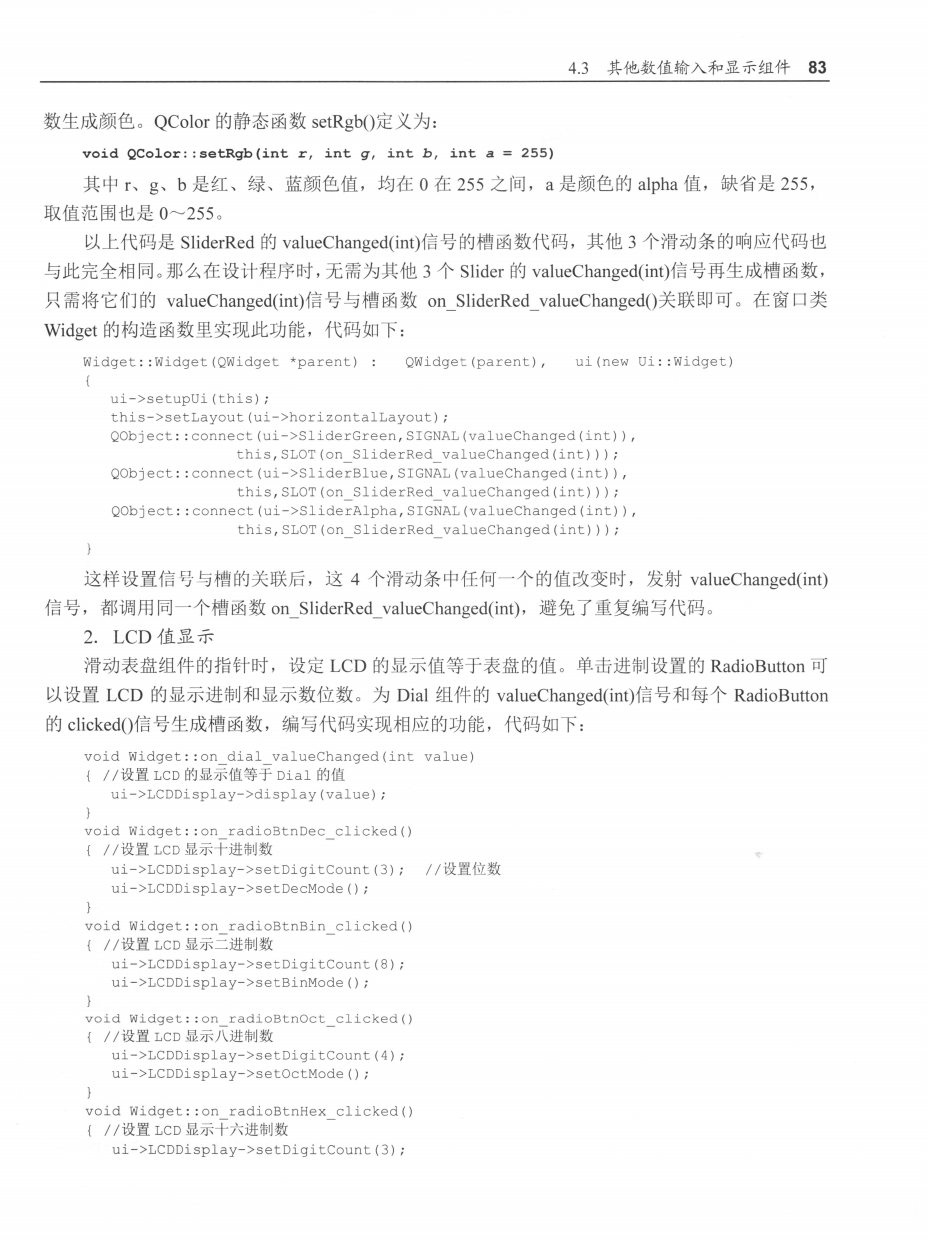 4.3 其他数值输入和显示组件 83
数生成颜色。QColor 的静态函数 setRgb()定义为：
void QColor::setRgb(int r, int g, int b, int a = 255)
其中 r、g、b 是红、绿、蓝颜色值，均在 0 在 255 之间，a 是颜色的 alpha 值，缺省是 255，
取值范围也是 0～255。
以上代码是 SliderRed 的 valueChanged(int)信号的槽函数代码，其他 3 个滑动条的响应代码也
与此完全相同。那么在设计程序时，无需为其他 3 个 Slider 的 valueChanged(int)信号再生成槽函数，
只需将它们的 valueChanged(int)信号与槽函数 on_SliderRed_valueChanged()关联即可。在窗口类
Widget 的构造函数里实现此功能，代码如下：
Widget::Widget(QWidget *parent) : QWidget(parent), ui(new Ui::Widget)
{
ui->setupUi(this);
this->setLayout(ui->horizontalLayout);
QObject::connect(ui->SliderGreen,SIGNAL(valueChanged(int)),
this,SLOT(on_SliderRed_valueChanged(int)));
QObject::connect(ui->SliderBlue,SIGNAL(valueChanged(int)),
this,SLOT(on_SliderRed_valueChanged(int)));
QObject::connect(ui->SliderAlpha,SIGNAL(valueChanged(int)),
this,SLOT(on_SliderRed_valueChanged(int)));
}
这样设置信号与槽的关联后，这 4 个滑动条中任何一个的值改变时，发射 valueChanged(int)
信号，都调用同一个槽函数 on_SliderRed_valueChanged(int)，避免了重复编写代码。
2．LCD 值显示
滑动表盘组件的指针时，设定 LCD 的显示值等于表盘的值。单击进制设置的 RadioButton 可
以设置 LCD 的显示进制和显示数位数。为 Dial 组件的 valueChanged(int)信号和每个 RadioButton
的 clicked()信号生成槽函数，编写代码实现相应的功能，代码如下：
void Widget::on_dial_valueChanged(int value)
{ //设置 LCD 的显示值等于 Dial 的值
ui->LCDDisplay->display(value);
}
void Widget::on_radioBtnDec_clicked()
{ //设置 LCD 显示十进制数
ui->LCDDisplay->setDigitCount(3); //设置位数
ui->LCDDisplay->setDecMode();
}
void Widget::on_radioBtnBin_clicked()
{ //设置 LCD 显示二进制数
ui->LCDDisplay->setDigitCount(8);
ui->LCDDisplay->setBinMode();
}
void Widget::on_radioBtnOct_clicked()
{ //设置 LCD 显示八进制数
ui->LCDDisplay->setDigitCount(4);
ui->LCDDisplay->setOctMode();
}
void Widget::on_radioBtnHex_clicked()
{ //设置 LCD 显示十六进制数
ui->LCDDisplay->setDigitCount(3);